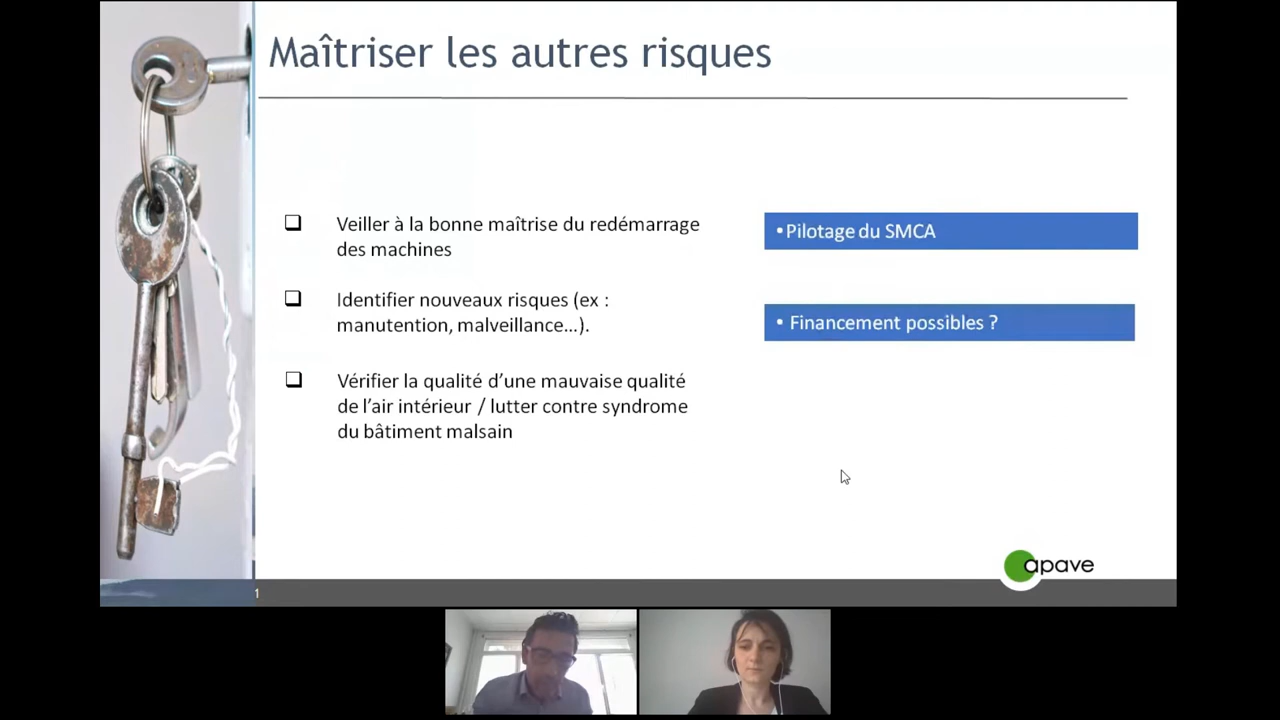 Maîtriser les autres risques
❑ Veiller à la bonne maîtrise du redémarrage
des machines
❑ Identifier nouveaux risques (ex :
manutention, malveillance...).
❑ Vérifier la qualité d’une mauvaise qualité
de l’air intérieur / lutter contre syndrome
du bâtiment malsain
•Pilotage du SMCA
• Financement possibles ?
apave
1